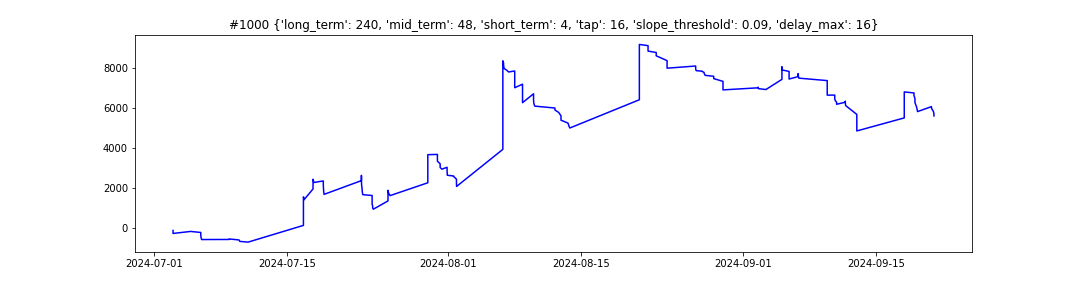 #1000 {'long_term': 240, 'mid_term': 48, 'short_term': 4, 'tap': 16, 'slope_threshold': 0.09, 'delay_max': 16}
8000
6000
4000
2000
0
2024-07-01 2024-07-15 2024-08-01 2024-08-15 2024-09-01 2024-09-15